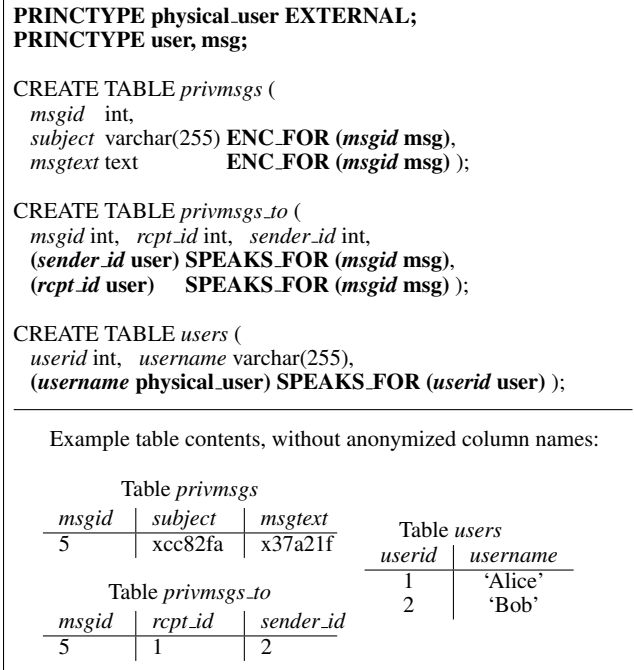 PRINCTYPE physical_user EXTERNAL;
PRINCTYPE user, msg;
CREATE TABLE privmsgs (
msgid int,
subject varchar(255) ENC_FOR (msgid msg),
msgtext text ENC_FOR (msgid msg) );
CREATE TABLE privmsgs_to (
msgid int, rcpt_id int, sender_id int,
(sender_id user) SPEAKS_FOR (msgid msg),
(rcpt_id user) SPEAKS_FOR (msgid msg) );
CREATE TABLE users (
userid int, username varchar(255),
(username physical_user) SPEAKS_FOR (userid user) );
Example table contents, without anonymized column names:
Table privmsgs
msgid subject msgtext
5 xcc82fa x37a21f
Table privmsgs_to
msgid rcpt_id sender_id
5 1 2
Table users
userid username
1 ‘Alice’
2 ‘Bob’